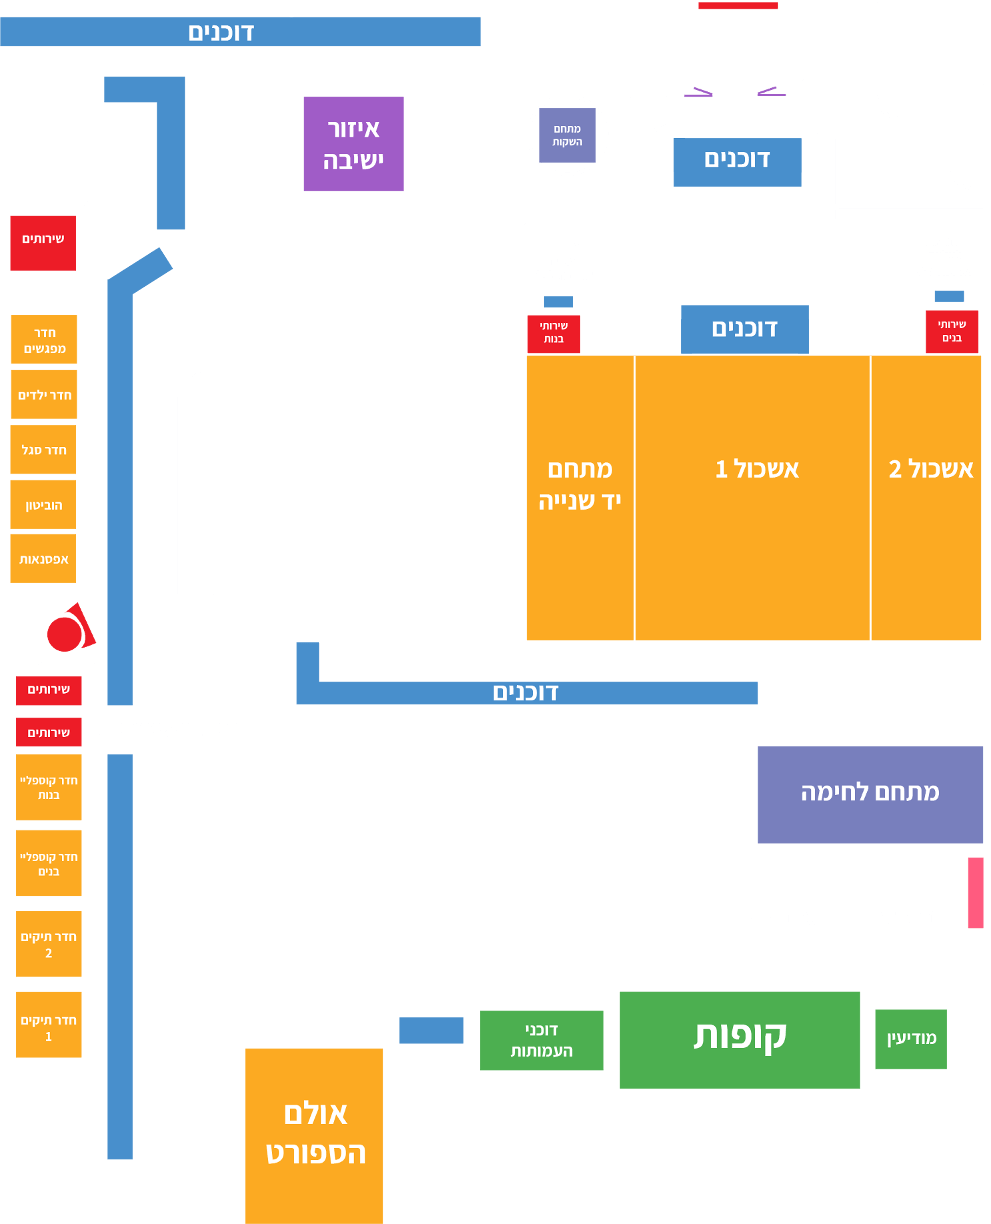 דוכנים
איזור
ישיבה
מתחם
השקות
דוכנים
שירותים
שירותי
בנות
דוכנים
שירותי
בנים
חדר
מפגשים
חדר ילדים
חדר סגל
הוביטון
אפסנאות
מתחם
יד שנייה
אשכול 1
אשכול 2
שירותים
דוכנים
שירותים
חדר קוספליי
בנות
מתחם לחימה
חדר קוספליי
בנים
חדר תיקים
2
חדר תיקים
1
דוכני
העמותות
קופות
מודיעין
אולם
הספורט